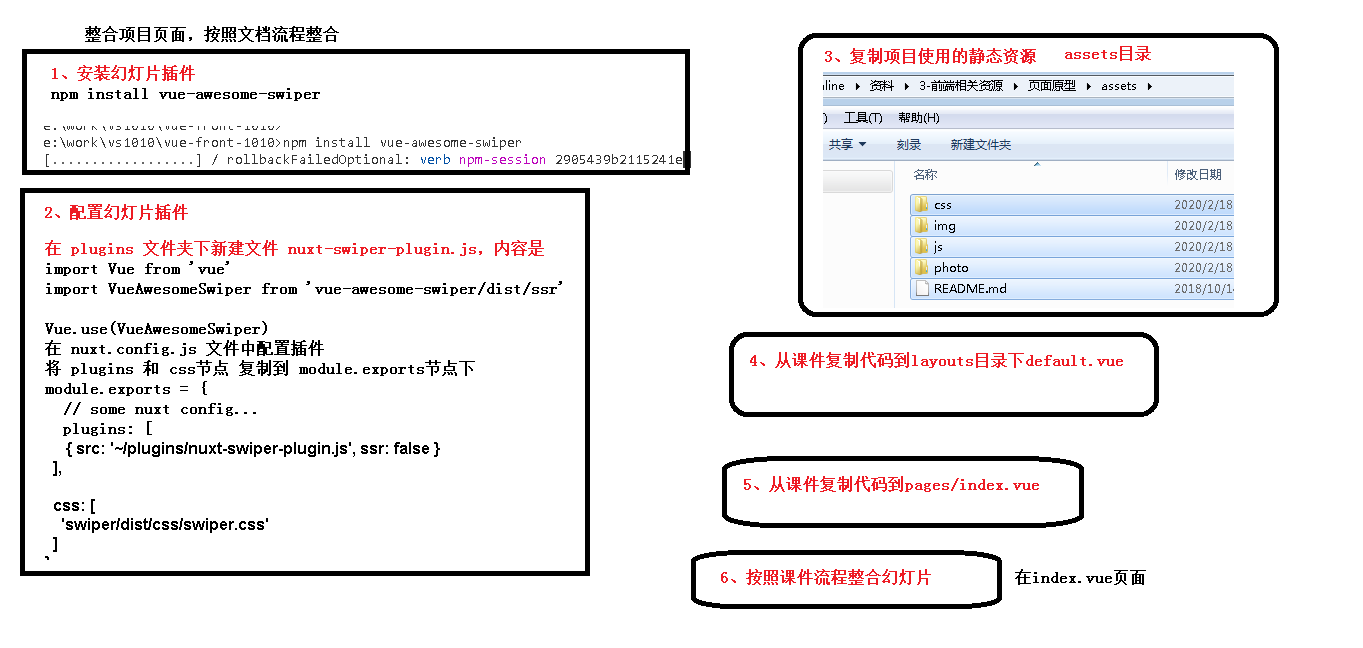 整合项目页面，按照文档流程整合
1、安装幻灯片插件
npm install vue-awesome-swiper
e:\work\vs1010\vue-front-1010>
e:\work\vs1010\vue-front-1010>npm install vue-awesome-swiper
[..................] / rollbackFailedOptional: verb npm-session 2905439b2115241e
2、配置幻灯片插件
在 plugins 文件夹下新建文件 nuxt-swiper-plugin.js，内容是
import Vue from 'vue'
import VueAwesomeSwiper from 'vue-awesome-swiper/dist/ssr'
Vue.use(VueAwesomeSwiper)
在 nuxt.config.js 文件中配置插件
将 plugins 和 css节点 复制到 module.exports节点下
module.exports = {
// some nuxt config...
plugins: [
{ src: '~/plugins/nuxt-swiper-plugin.js', ssr: false }
],
css: [
'swiper/dist/css/swiper.css'
]
3、复制项目使用的静态资源 assets目录
资料 3-前端相关资源 页面原型 assets
工具(T) 帮助(H)
共享 刻录 新建文件夹
名称 修改日期
css 2020/2/18
img 2020/2/18
js 2020/2/18
photo 2020/2/18
README.md 2018/10/14
4、从课件复制代码到layouts目录下default.vue
5、从课件复制代码到pages/index.vue
6、按照课件流程整合幻灯片 在index.vue页面